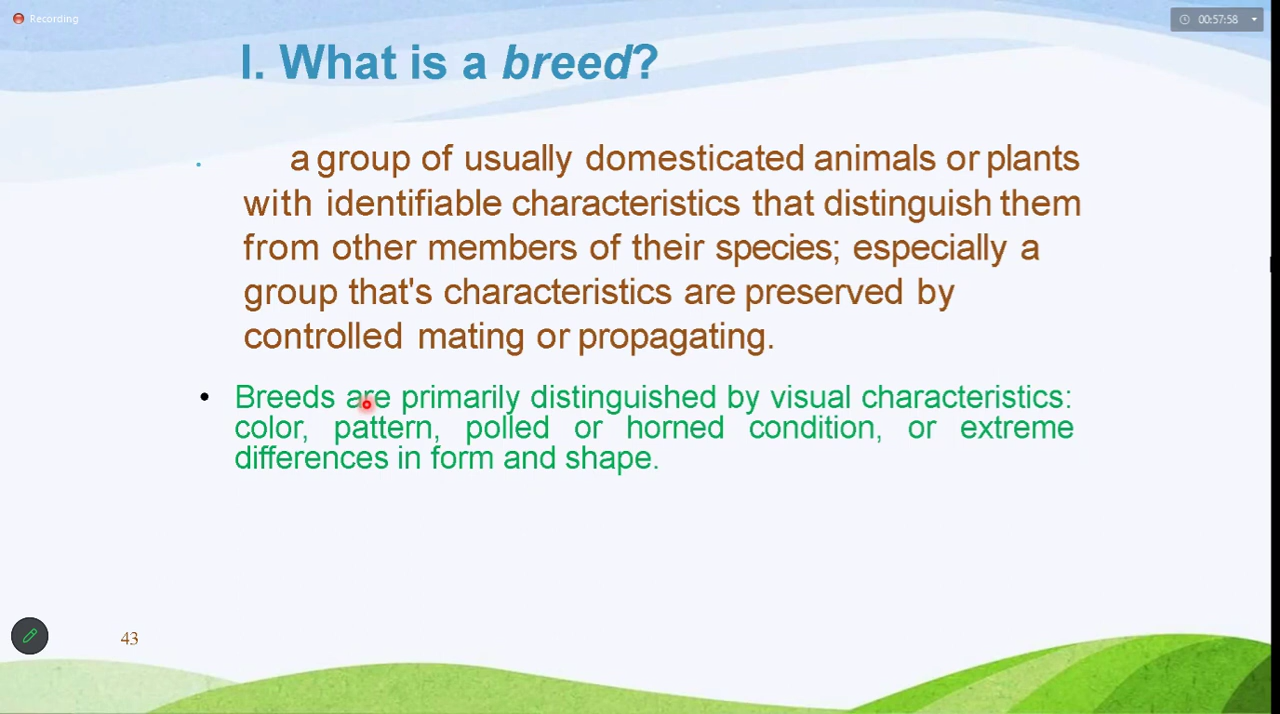 Recording
00:57:58
I. What is a breed?
a group of usually domesticated animals or plants
with identifiable characteristics that distinguish them
from other members of their species; especially a
group that's characteristics are preserved by
controlled mating or propagating.
• Breeds are primarily distinguished by visual characteristics:
color, pattern, polled or horned condition, or extreme
differences in form and shape.
43